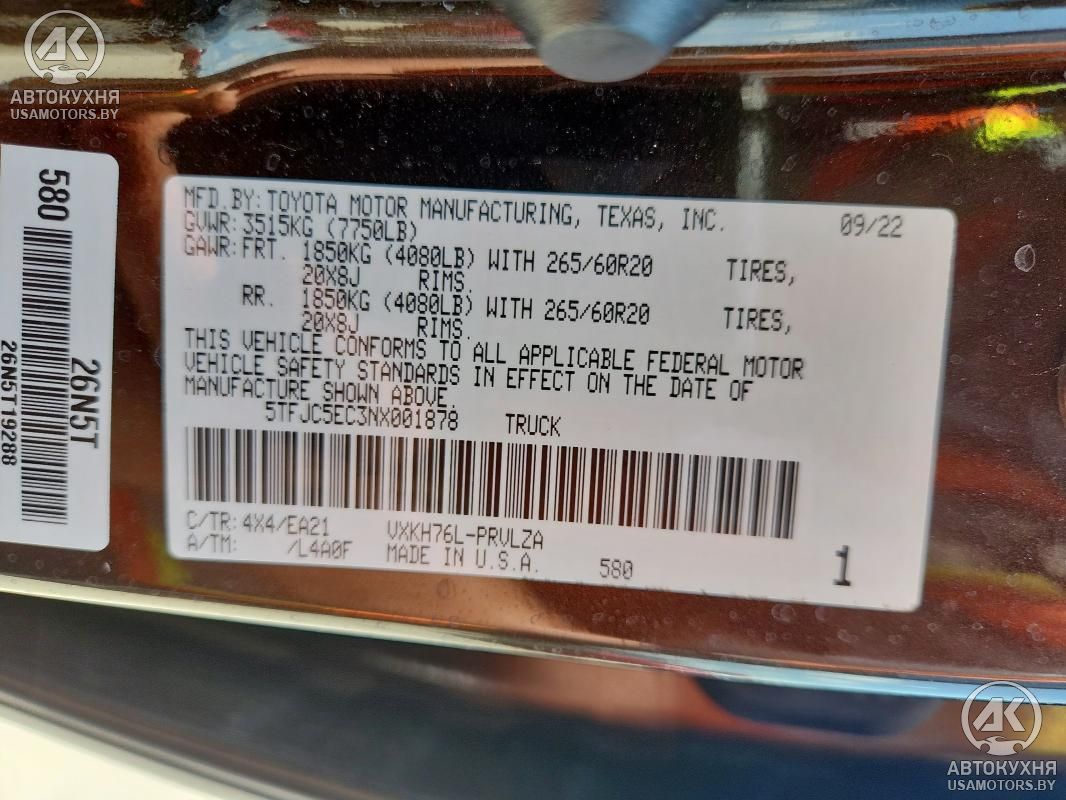 AK
АВТОКУХНЯ
USAMOTORS.BY
580
26N5T
26N5T19288
MFD. BY: TOYOTA MOTOR MANUFACTURING, TEXAS, INC. 09/22
GVWR: 3515KG (7750LB)
GAWR: FRT. 1850KG (4080LB) WITH 265/60R20 TIRES,
20X8J RIMS.
RR. 1850KG (4080LB) WITH 265/60R20 TIRES,
20X8J RIMS.
THIS VEHICLE CONFORMS TO ALL APPLICABLE FEDERAL MOTOR
VEHICLE SAFETY STANDARDS IN EFFECT ON THE DATE OF
MANUFACTURE SHOWN ABOVE.
5TFJC5EC3NX001878 TRUCK
C/TR: 4X4/EA21 VXKH76L-PRVLZA
A/TM: /L4A0F MADE IN U.S.A. 580 1
AK
АВТОКУХНЯ
USAMOTORS.BY